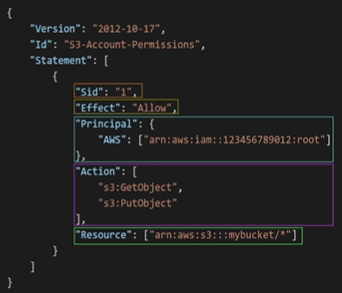 {
"Version": "2012-10-17",
"Id": "S3-Account-Permissions",
"Statement": [
{
"Sid": "1",
"Effect": "Allow",
"Principal": {
"AWS": ["arn:aws:iam::123456789012:root"]
},
"Action": [
"s3:GetObject",
"s3:PutObject"
],
"Resource": ["arn:aws:s3:::mybucket/*"]
}
]
}